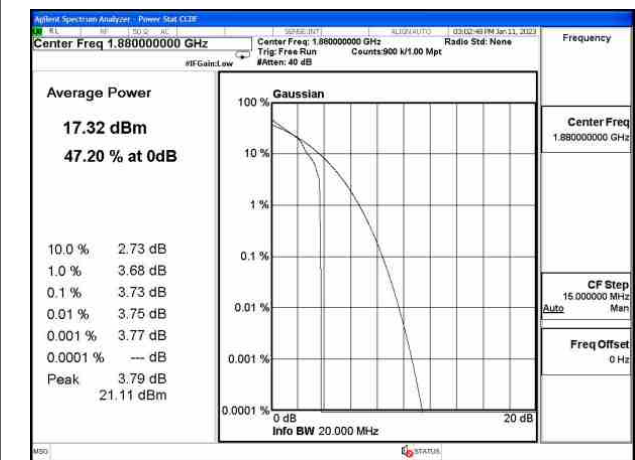 Agilent Spectrum Analyzer - Power Stat CCDF
RL RF 50 Ω AC SENSE:INT ALIGN AUTO 03:02:48 PM Jan 11, 2023
Center Freq 1.880000000 GHz
Center Freq: 1.880000000 GHz Radio Std: None
Trig: Free Run Counts:900 k/1.00 Mpt
#IFGain:Low #Atten: 40 dB
Frequency
Average Power
17.32 dBm
47.20 % at 0dB
10.0 % 2.73 dB
1.0 % 3.68 dB
0.1 % 3.73 dB
0.01 % 3.75 dB
0.001 % 3.77 dB
0.0001 % --- dB
Peak 3.79 dB
21.11 dBm
Gaussian
100 %
10 %
1 %
0.1 %
0.01 %
0.001 %
0.0001 %
0 dB 20 dB
Info BW 20.000 MHz
Center Freq
1.880000000 GHz
CF Step
15.000000 MHz
Auto Man
Freq Offset
0 Hz
MSG STATUS